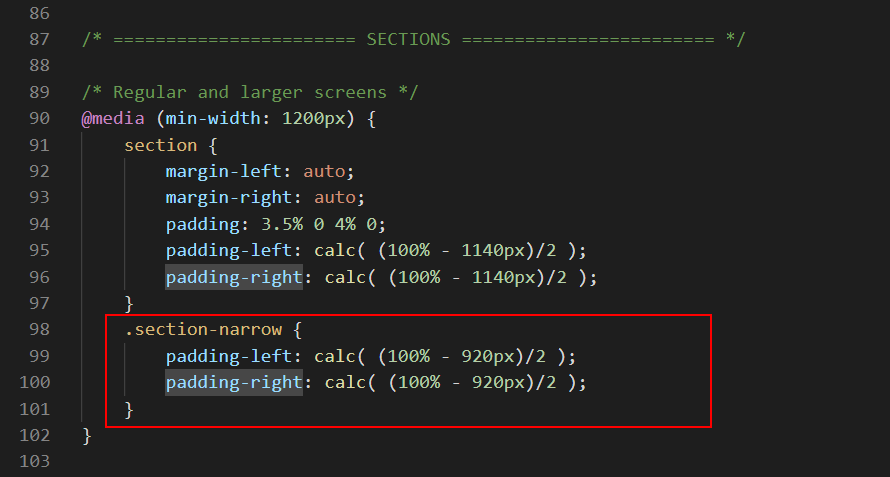 86
87 /* ======================= SECTIONS ======================== */
88
89 /* Regular and larger screens */
90 @media (min-width: 1200px) {
91     section {
92         margin-left: auto;
93         margin-right: auto;
94         padding: 3.5% 0 4% 0;
95         padding-left: calc( (100% - 1140px)/2 );
96         padding-right: calc( (100% - 1140px)/2 );
97     }
98     .section-narrow {
99         padding-left: calc( (100% - 920px)/2 );
100         padding-right: calc( (100% - 920px)/2 );
101     }
102 }
103